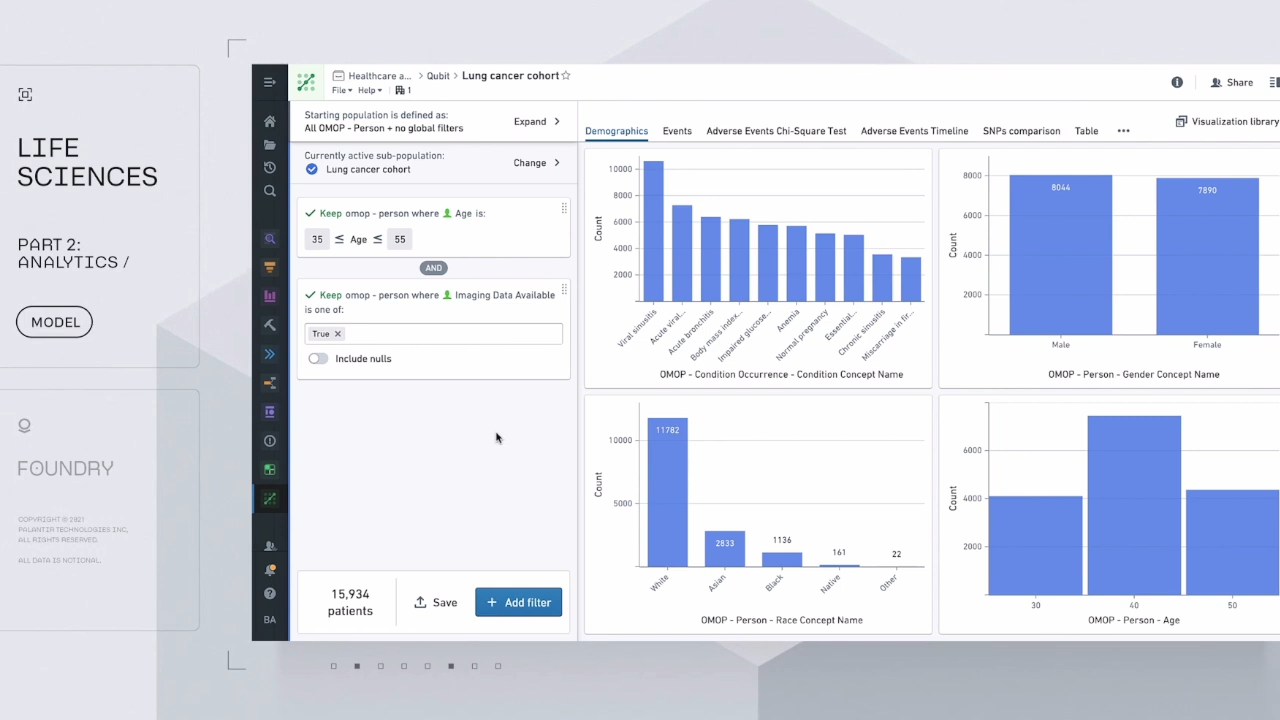 LIFE
SCIENCES
PART 2:
ANALYTICS /
MODEL
FOUNDRY
COPYRIGHT © 2021
PALANTIR TECHNOLOGIES INC.
ALL RIGHTS RESERVED.
ALL DATA IS NOTIONAL.
Healthcare a... > Qubit > Lung cancer cohort
File Help 1
Share
Starting population is defined as:
All OMOP - Person + no global filters
Expand
Currently active sub-population:
Lung cancer cohort
Change
Keep omop - person where Age is:
35 ≤ Age ≤ 55
AND
Keep omop - person where Imaging Data Available
is one of:
True ×
Include nulls
15,934
patients
Save
+ Add filter
BA
Demographics Events Adverse Events Chi-Square Test Adverse Events Timeline SNPs comparison Table •••
Visualization library
Count
10000
8000
6000
4000
2000
Viral sinusitis
Acute viral...
Acute bronchitis
Body mass index...
Impaired glucose...
Anemia
Normal pregnancy
Essential...
Chronic sinusitis
Miscarriage in fir...
OMOP - Condition Occurrence - Condition Concept Name
Count
8000
6000
4000
2000
8044
7890
Male
Female
OMOP - Person - Gender Concept Name
Count
10000
5000
11782
2833
1136
161
22
White
Asian
Black
Native
Other
OMOP - Person - Race Concept Name
Count
6000
4000
2000
30
40
50
OMOP - Person - Age